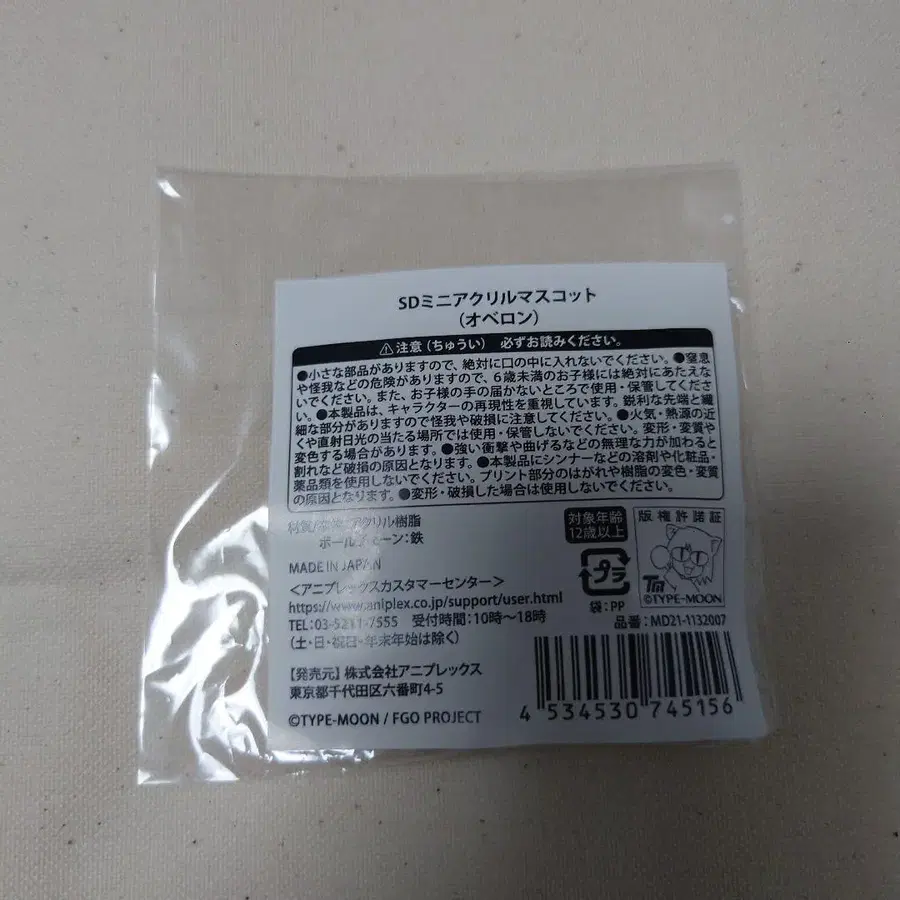 SDミニアクリルマスコット
(オベロン)
⚠注意(ちゅうい) 必ずお読みください。
●小さな部品がありますので、絶対に口の中に入れないでください。●窒息
や怪我などの危険がありますので、6歳未満のお子様には絶対にあたえな
いでください。また、お子様の手の届かないところで使用・保管してくださ
い。●本製品は、キャラクターの再現性を重視しています。鋭利な先端と繊
細な部分がありますので怪我や破損に注意してください。●火気・熱源の近
くや直射日光の当たる場所では使用・保管しないでください。変形・変質や
変色する場合があります。●強い衝撃や曲げるなどの無理な力が加わると
割れなど破損の原因となります。●本製品にシンナーなどの溶剤や化粧品・
薬品類を使用しないでください。プリント部分のはがれや樹脂の変色・変質
の原因となります。●変形・破損した場合は使用しないでください。
材質/本体:アクリル樹脂
ボールチェーン:鉄
MADE IN JAPAN
<アニプレックスカスタマーセンター>
https://www.aniplex.co.jp/support/user.html
TEL:03-5211-7555 受付時間:10時~18時
(土・日・祝日・年末年始は除く)
【発売元】株式会社アニプレックス
東京都千代田区六番町4-5
©TYPE-MOON / FGO PROJECT
対象年齢
12歳以上
プラ
袋:PP
版権許諾証
TM
©TYPE-MOON
品番:MD21-1132007
4 534530 745156